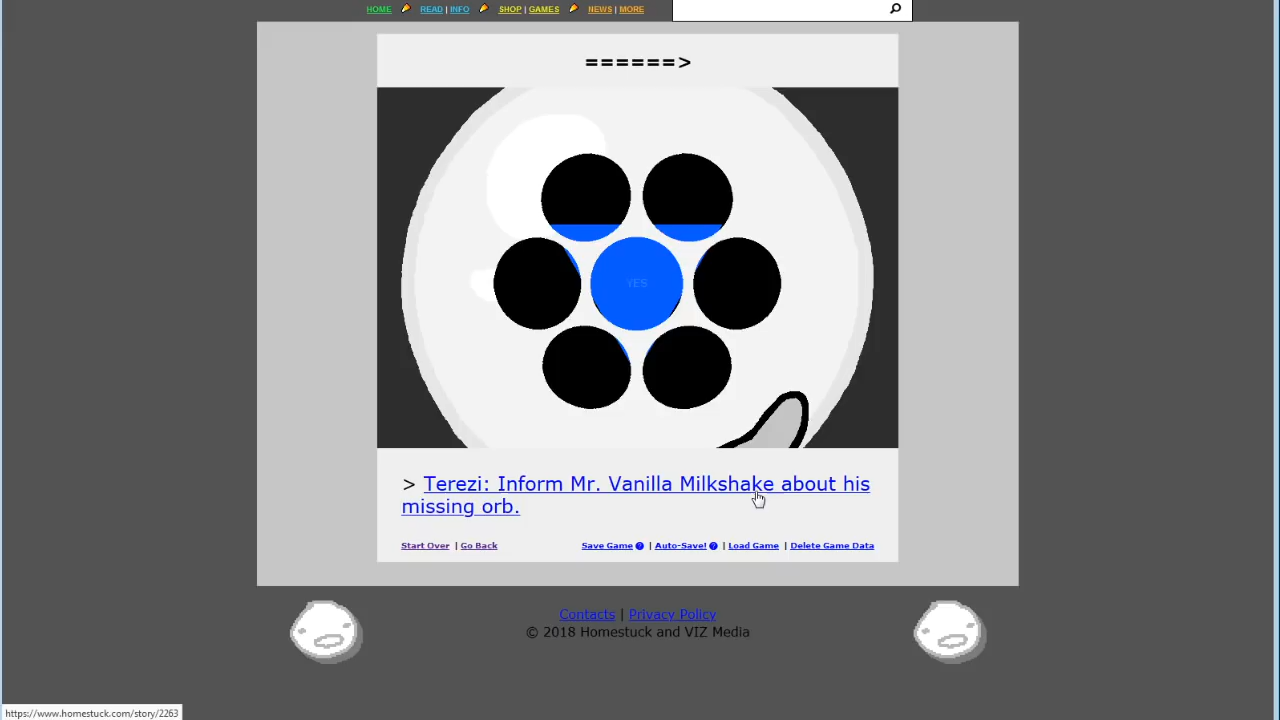 HOME READ | INFO SHOP | GAMES NEWS | MORE
======>
YES
> Terezi: Inform Mr. Vanilla Milkshake about his
missing orb.
Start Over | Go Back Save Game ? | Auto-Save! ? | Load Game | Delete Game Data
Contacts | Privacy Policy
© 2018 Homestuck and VIZ Media
https://www.homestuck.com/story/2263